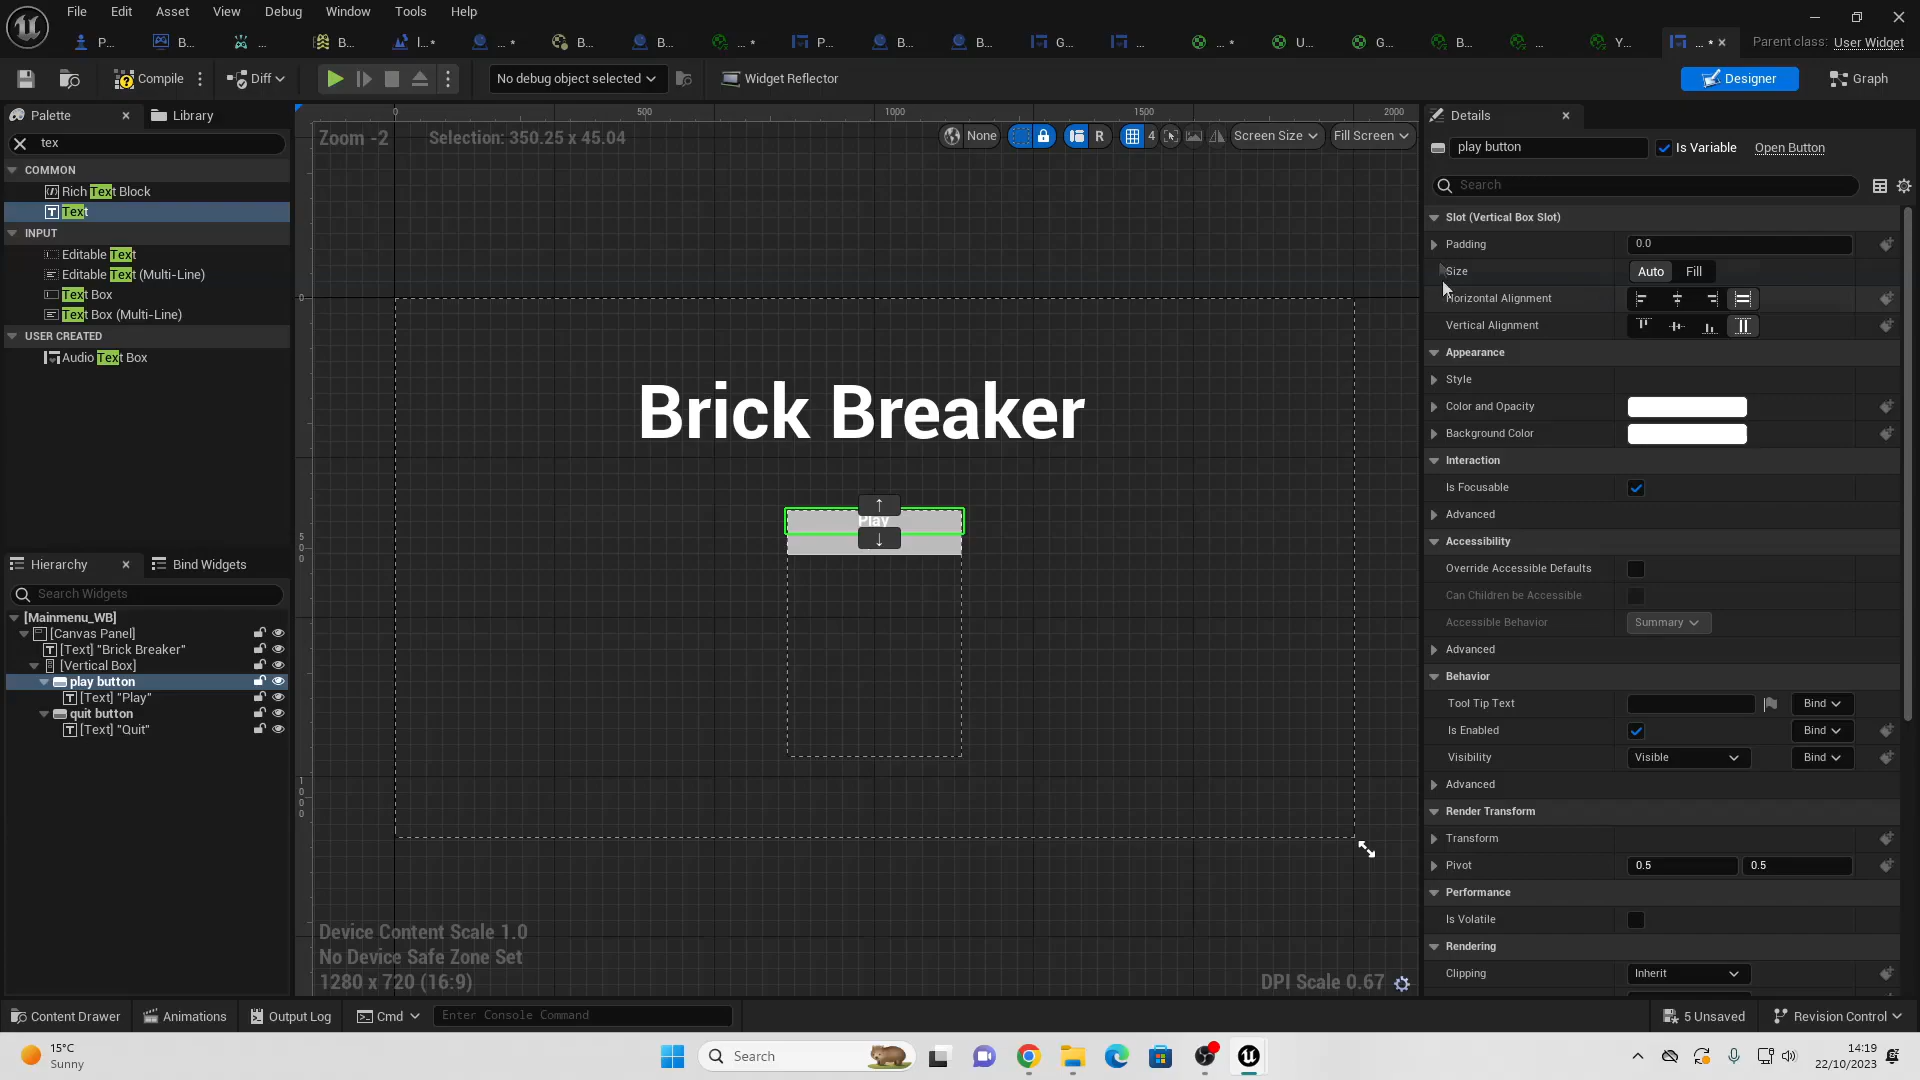 File Edit Asset View Debug Window Tools Help
P... B... ... B... I...* ...* B... B... ...* P... B... B... G... ... ...* U... G... B... ... Y... ...* Parent class: User Widget
Compile Diff No debug object selected Widget Reflector Designer Graph
Palette Library
tex
COMMON
Rich Text Block
Text
INPUT
Editable Text
Editable Text (Multi-Line)
Text Box
Text Box (Multi-Line)
USER CREATED
Audio Text Box
Hierarchy Bind Widgets
Search Widgets
[Mainmenu_WB]
[Canvas Panel]
[Text] "Brick Breaker"
[Vertical Box]
play button
[Text] "Play"
quit button
[Text] "Quit"
0 500 1000 1500 2000
Zoom -2 Selection: 350.25 x 45.04 None R 4 Screen Size Fill Screen
0
500
1000
Brick Breaker
Play
Device Content Scale 1.0
No Device Safe Zone Set
1280 x 720 (16:9) DPI Scale 0.67
Details
play button Is Variable Open Button
Search
Slot (Vertical Box Slot)
Padding 0.0
Size Auto Fill
Horizontal Alignment
Vertical Alignment
Appearance
Style
Color and Opacity
Background Color
Interaction
Is Focusable
Advanced
Accessibility
Override Accessible Defaults
Can Children be Accessible
Accessible Behavior Summary
Advanced
Behavior
Tool Tip Text Bind
Is Enabled Bind
Visibility Visible Bind
Advanced
Render Transform
Transform
Pivot 0.5 0.5
Performance
Is Volatile
Rendering
Clipping Inherit
Content Drawer Animations Output Log Cmd Enter Console Command 5 Unsaved Revision Control
15°C
Sunny
Search
14:19
22/10/2023